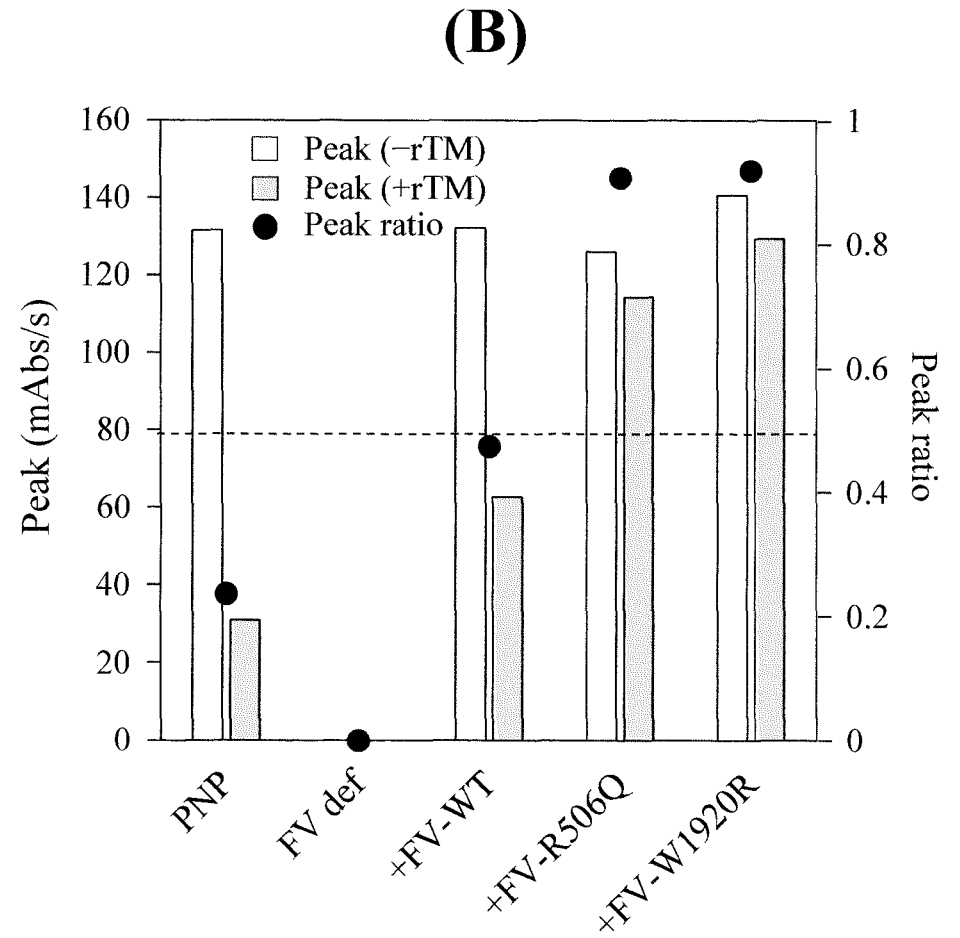 (B)
Peak (−rTM)
Peak (+rTM)
Peak ratio
Peak (mAbs/s)
160
140
120
100
80
60
40
20
0
1
0.8
0.6
0.4
0.2
0
Peak ratio
PNP
FV def
+FV-WT
+FV-R506Q
+FV-W1920R